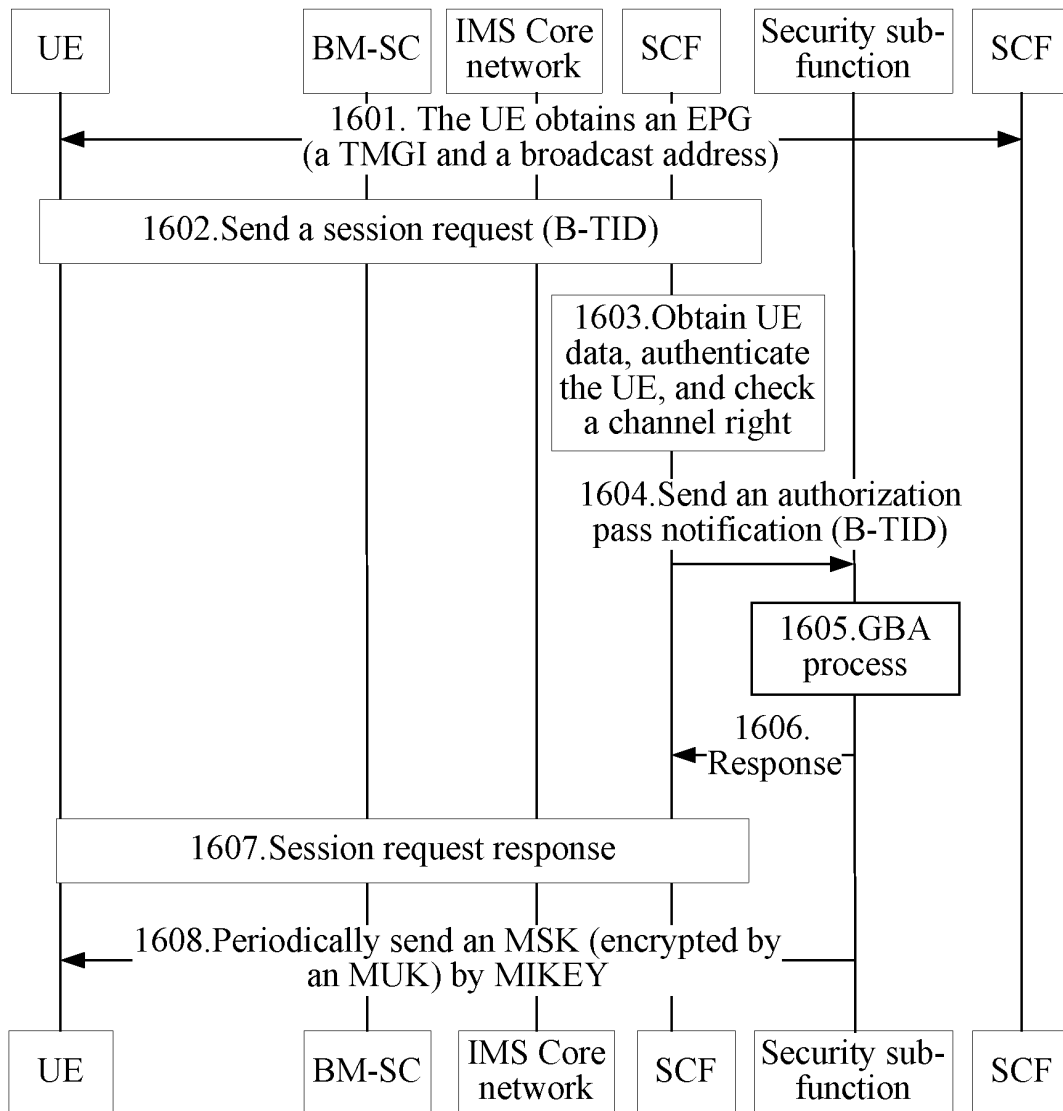 UE
BM-SC
IMS Core
network
SCF
Security sub-
function
SCF
1601. The UE obtains an EPG
(a TMGI and a broadcast address)
1602.Send a session request (B-TID)
1603.Obtain UE
data, authenticate
the UE, and check
a channel right
1604.Send an authorization
pass notification (B-TID)
1605.GBA
process
1606.
Response
1607.Session request response
1608.Periodically send an MSK (encrypted by
an MUK) by MIKEY
UE
BM-SC
IMS Core
network
SCF
Security sub-
function
SCF